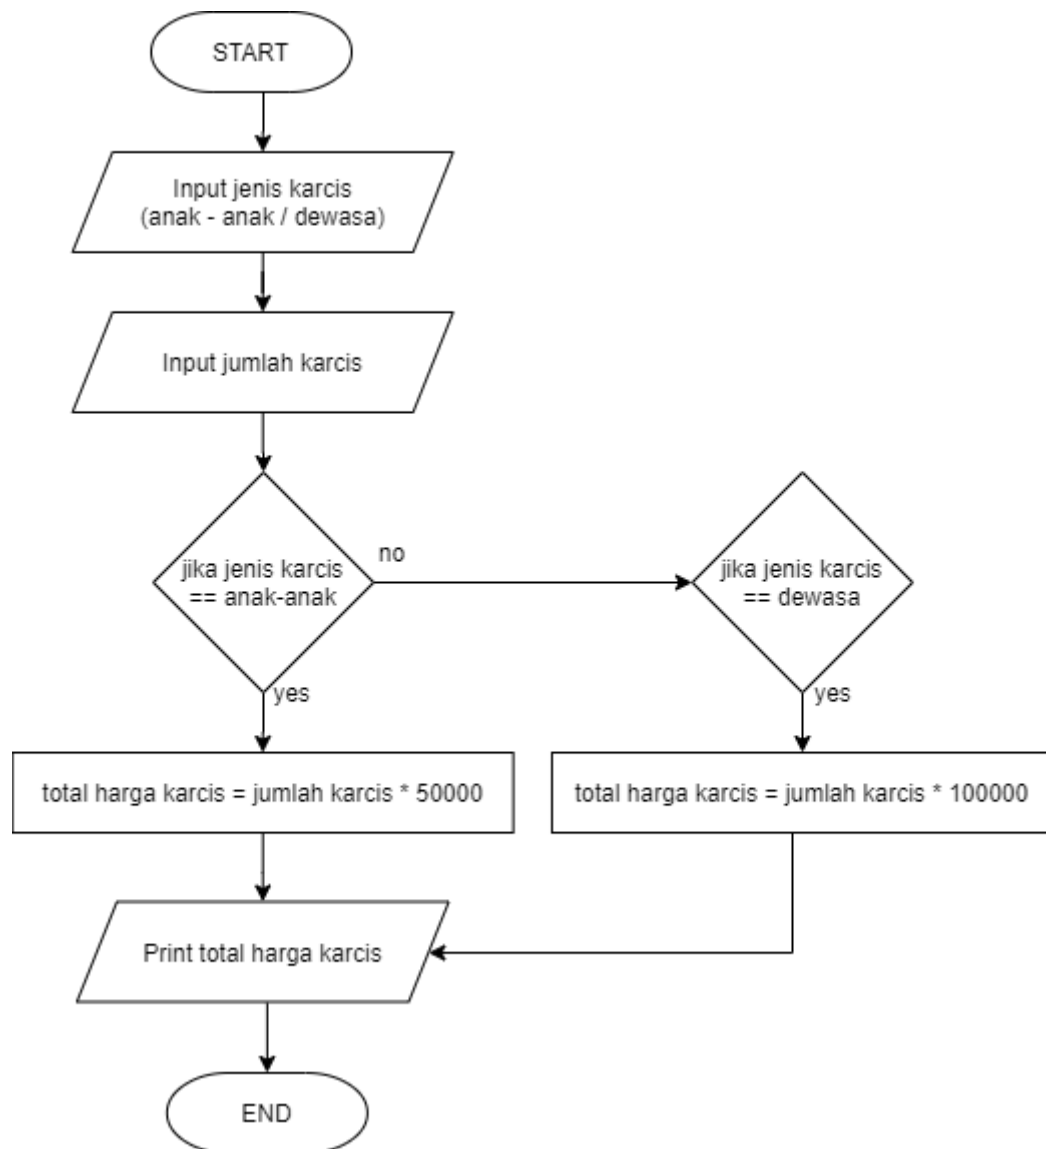 START
Input jenis karcis
(anak - anak / dewasa)
Input jumlah karcis
jika jenis karcis
== anak-anak
no
jika jenis karcis
== dewasa
yes
yes
total harga karcis = jumlah karcis * 50000
total harga karcis = jumlah karcis * 100000
Print total harga karcis
END